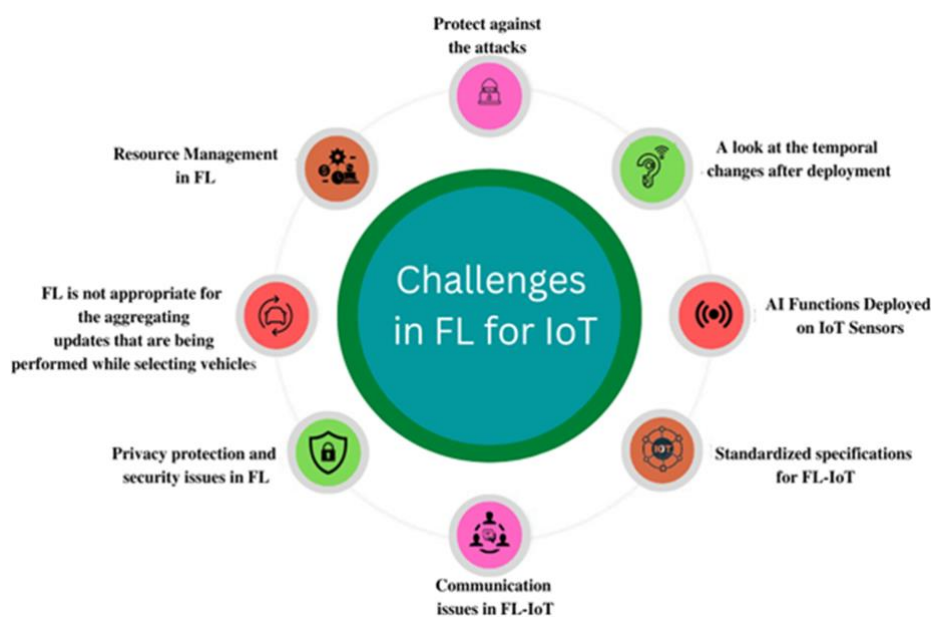 Protect against
the attacks
A look at the temporal
changes after deployment
AI Functions Deployed
on IoT Sensors
Standardized specifications
for FL-IoT
Communication
issues in FL-IoT
Privacy protection and
security issues in FL
FL is not appropriate for
the aggregating
updates that are being
performed while selecting vehicles
Resource Management
in FL
Challenges
in FL for IoT
IOT